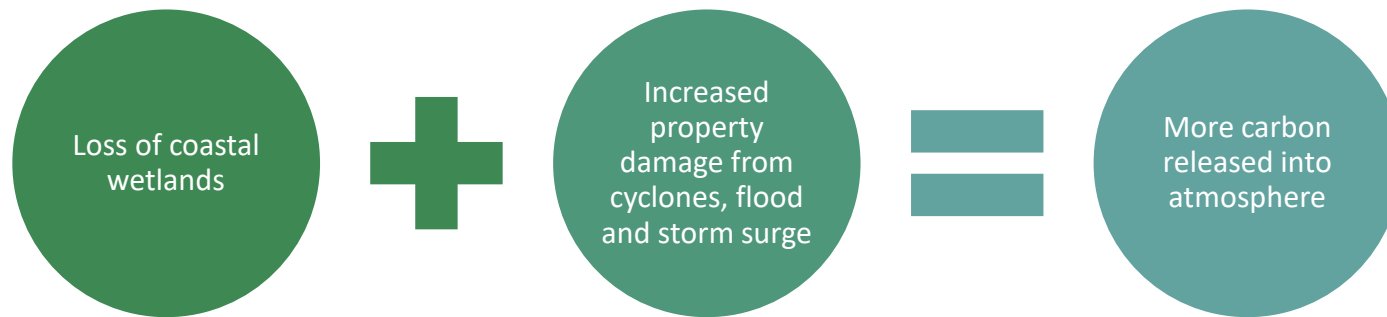 Loss of coastal
wetlands
Increased
property
damage from
cyclones, flood
and storm surge
More carbon
released into
atmosphere